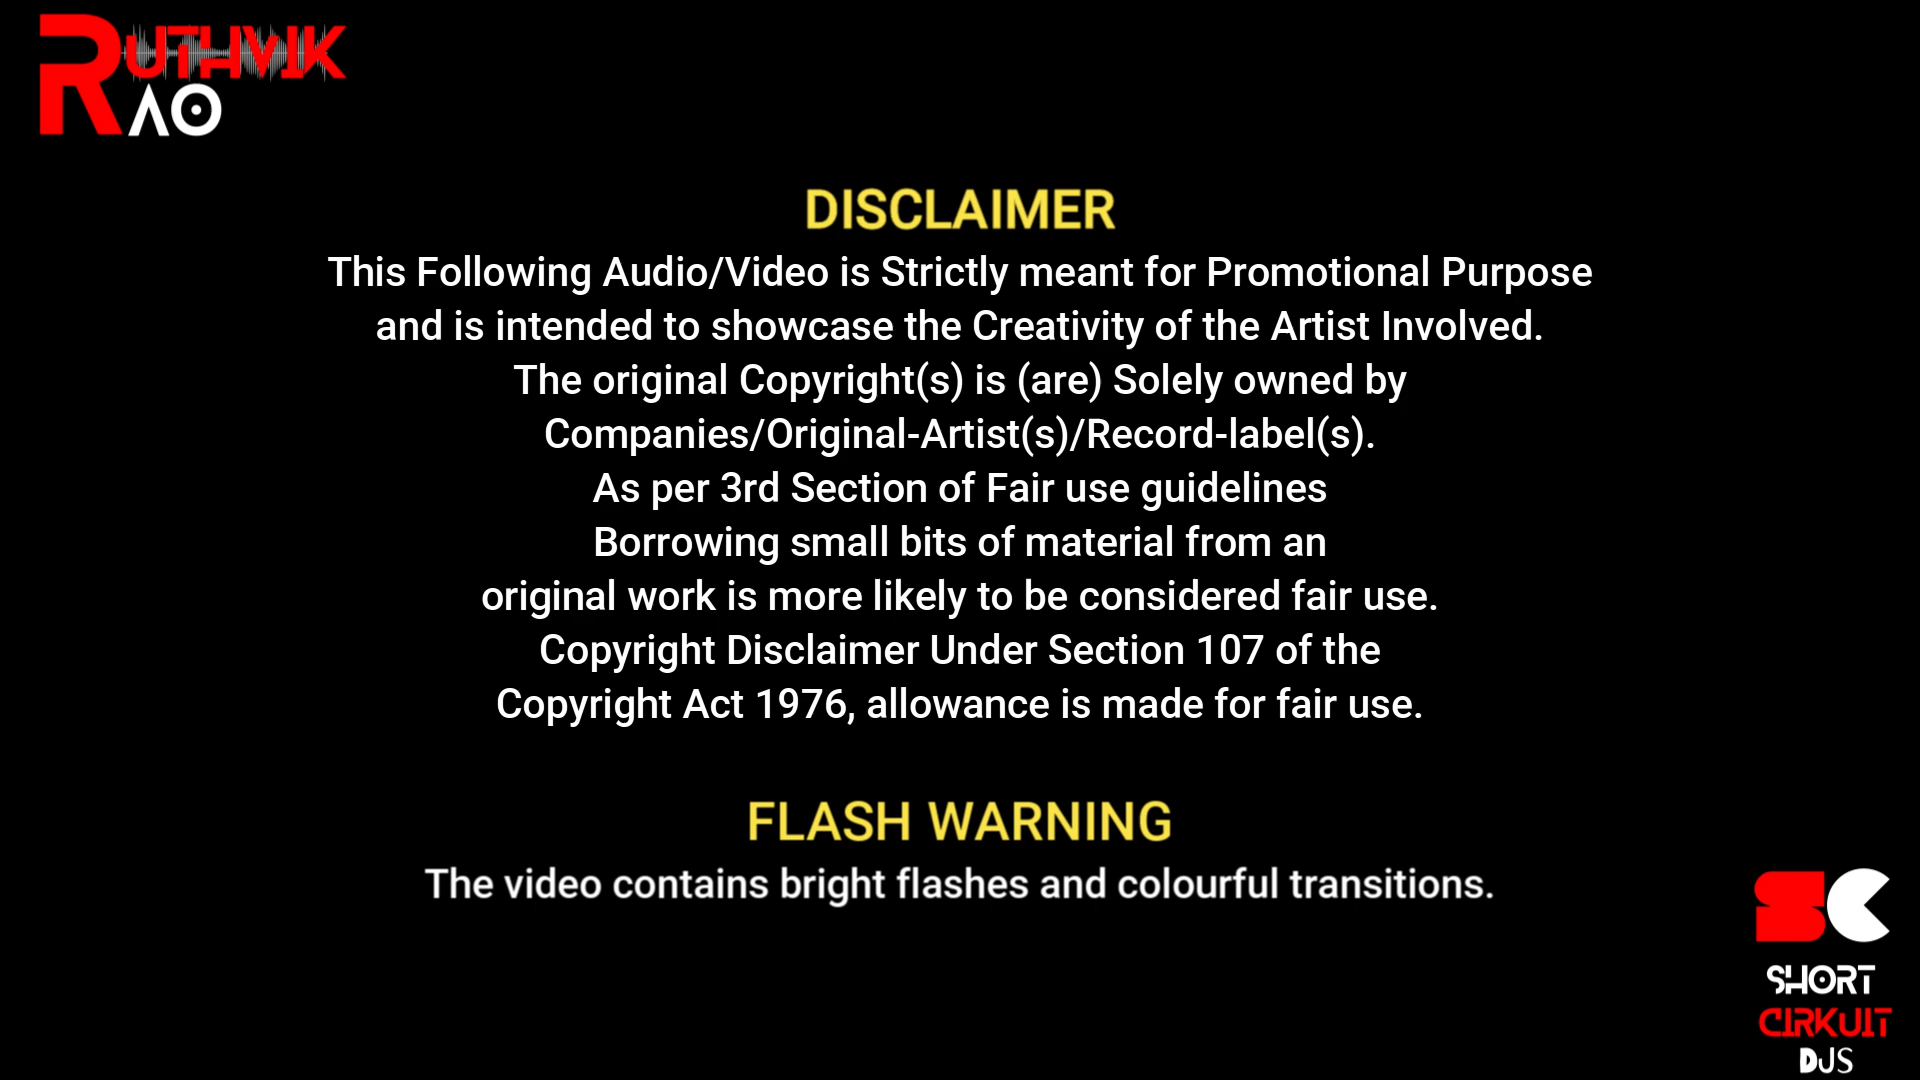 RUTHVIK
RAO
DISCLAIMER
This Following Audio/Video is Strictly meant for Promotional Purpose
and is intended to showcase the Creativity of the Artist Involved.
The original Copyright(s) is (are) Solely owned by
Companies/Original-Artist(s)/Record-label(s).
As per 3rd Section of Fair use guidelines
Borrowing small bits of material from an
original work is more likely to be considered fair use.
Copyright Disclaimer Under Section 107 of the
Copyright Act 1976, allowance is made for fair use.
FLASH WARNING
The video contains bright flashes and colourful transitions.
SC
SHORT
CIRKUIT
DJS